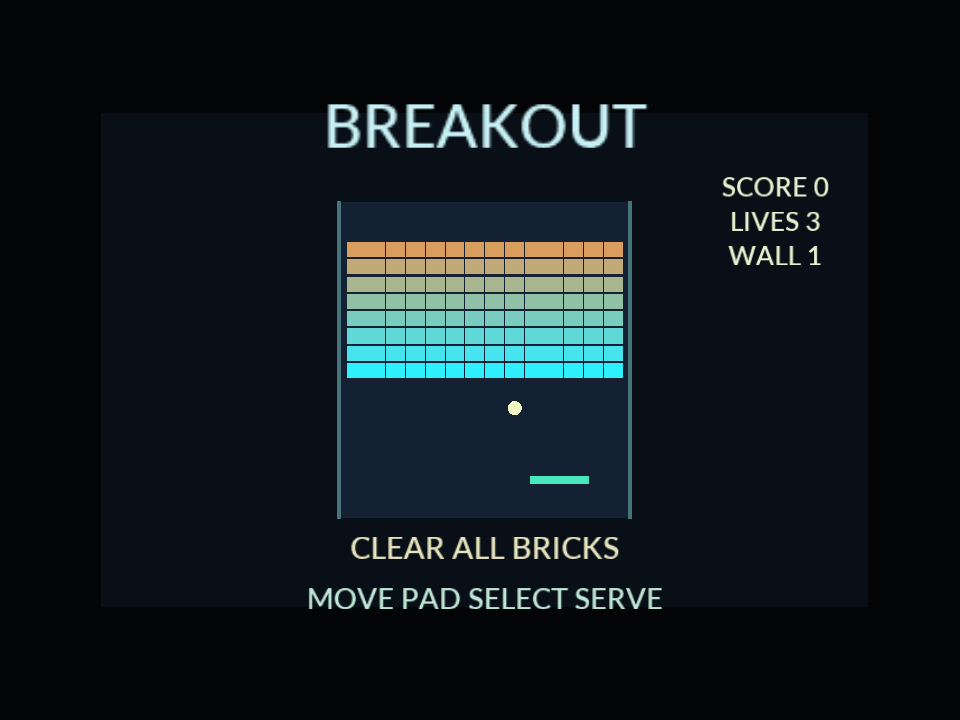 BREAKOUT
SCORE 0
LIVES 3
WALL 1
CLEAR ALL BRICKS
MOVE PAD SELECT SERVE